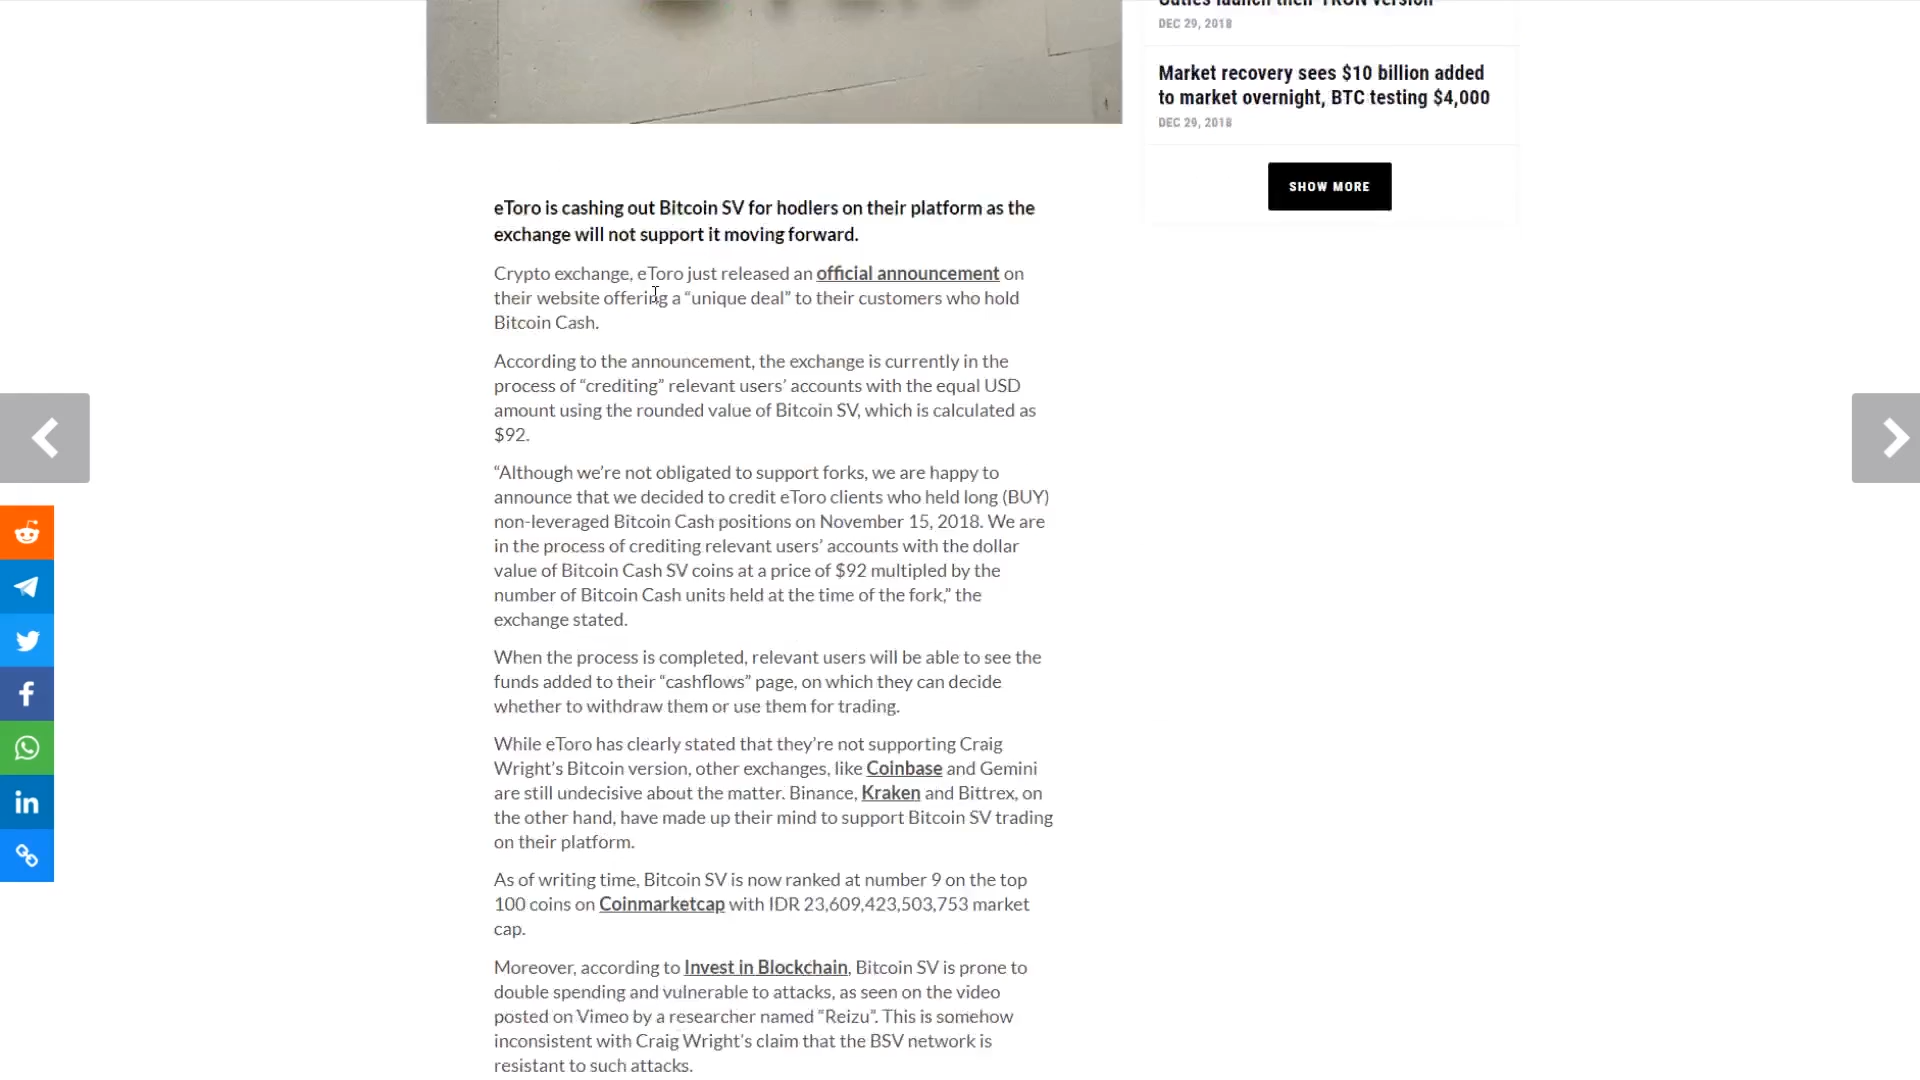 DEC 29, 2018
Market recovery sees $10 billion added
to market overnight, BTC testing $4,000
DEC 29, 2018
SHOW MORE
eToro is cashing out Bitcoin SV for hodlers on their platform as the
exchange will not support it moving forward.
Crypto exchange, eToro just released an official announcement on
their website offering a “unique deal” to their customers who hold
Bitcoin Cash.
According to the announcement, the exchange is currently in the
process of “crediting” relevant users’ accounts with the equal USD
amount using the rounded value of Bitcoin SV, which is calculated as
$92.
“Although we’re not obligated to support forks, we are happy to
announce that we decided to credit eToro clients who held long (BUY)
non-leveraged Bitcoin Cash positions on November 15, 2018. We are
in the process of crediting relevant users’ accounts with the dollar
value of Bitcoin Cash SV coins at a price of $92 multipled by the
number of Bitcoin Cash units held at the time of the fork,” the
exchange stated.
When the process is completed, relevant users will be able to see the
funds added to their “cashflows” page, on which they can decide
whether to withdraw them or use them for trading.
While eToro has clearly stated that they’re not supporting Craig
Wright’s Bitcoin version, other exchanges, like Coinbase and Gemini
are still undecisive about the matter. Binance, Kraken and Bittrex, on
the other hand, have made up their mind to support Bitcoin SV trading
on their platform.
As of writing time, Bitcoin SV is now ranked at number 9 on the top
100 coins on Coinmarketcap with IDR 23,609,423,503,753 market
cap.
Moreover, according to Invest in Blockchain, Bitcoin SV is prone to
double spending and vulnerable to attacks, as seen on the video
posted on Vimeo by a researcher named “Reizu”. This is somehow
inconsistent with Craig Wright’s claim that the BSV network is
resistant to such attacks.